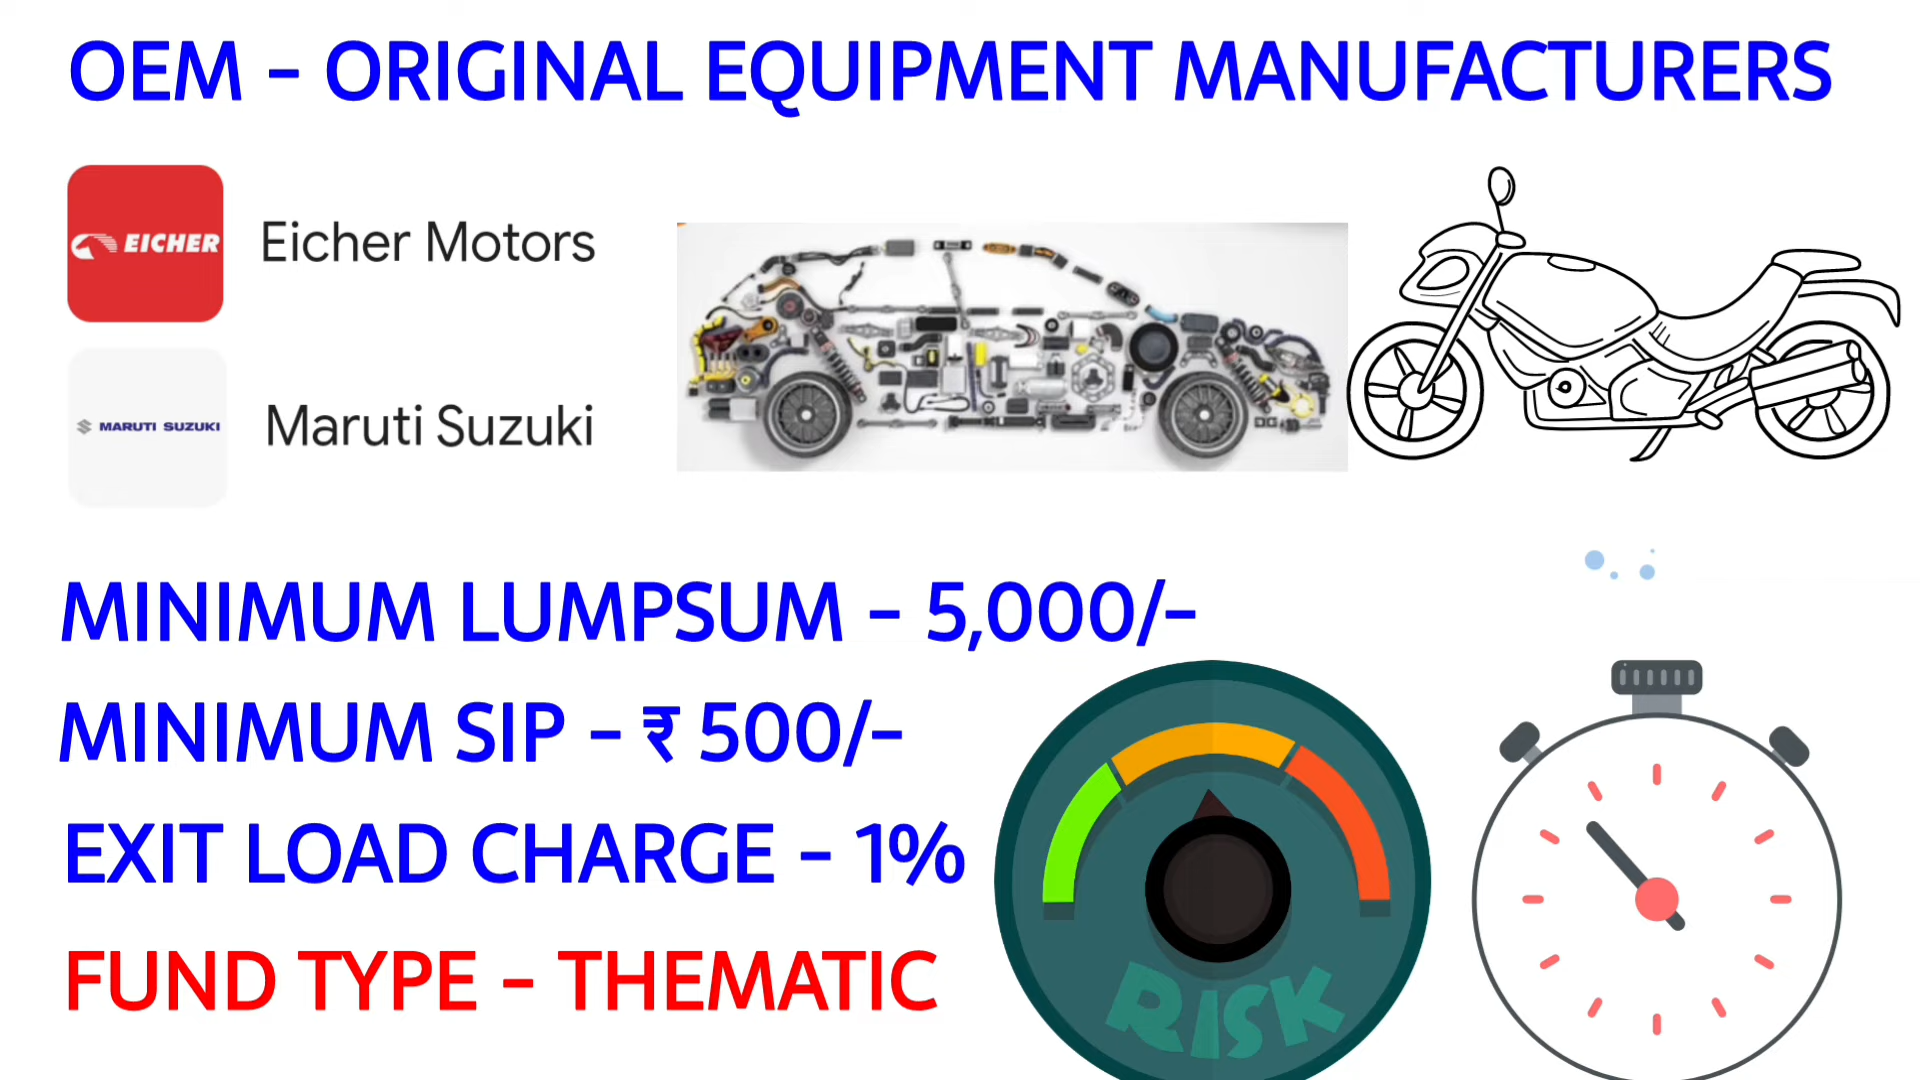 OEM - ORIGINAL EQUIPMENT MANUFACTURERS
EICHER
Eicher Motors
MARUTI SUZUKI
Maruti Suzuki
MINIMUM LUMPSUM - 5,000/-
MINIMUM SIP - ₹ 500/-
EXIT LOAD CHARGE - 1%
FUND TYPE - THEMATIC
RISK